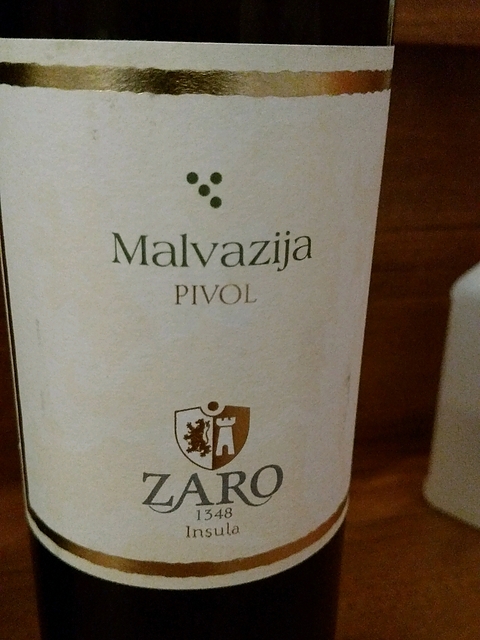 Malvazija
PIVOL
ZARO
1348
Insula